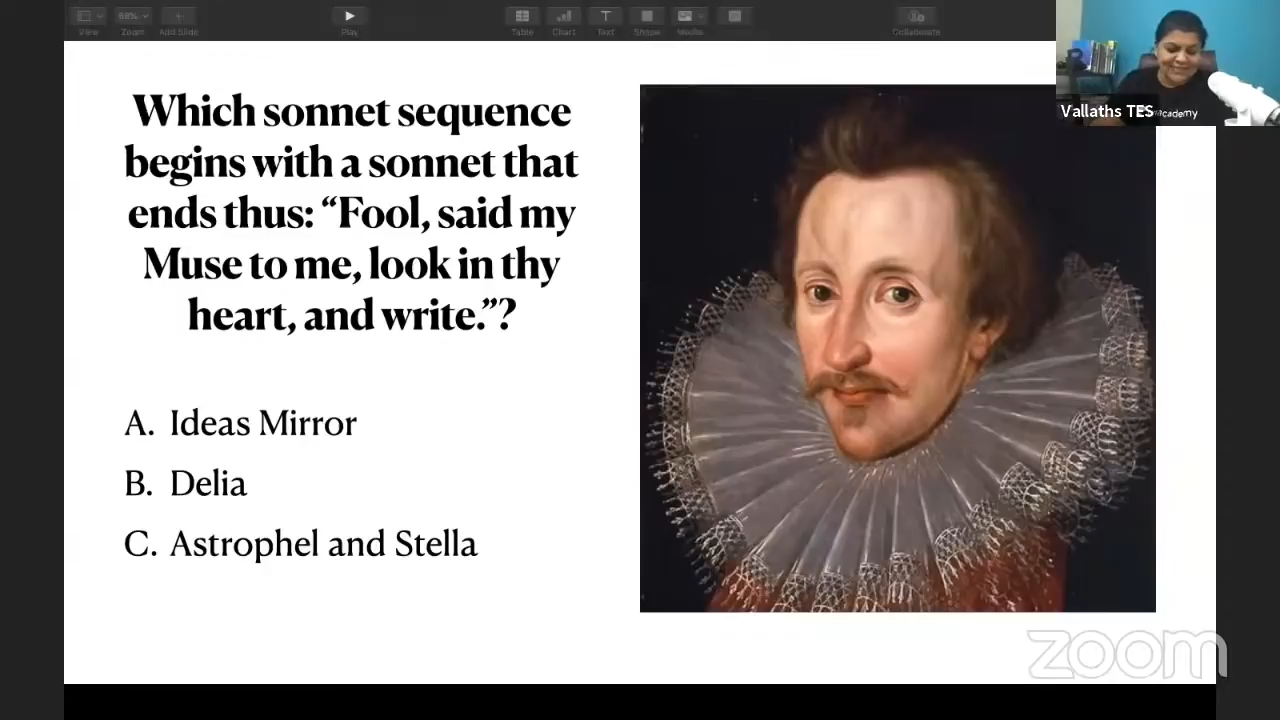 68%
View
Zoom
Add Slide
Play
Table
Chart
Text
Shape
Media
Collaborate
Vallaths TES
academy
Which sonnet sequence
begins with a sonnet that
ends thus: “Fool, said my
Muse to me, look in thy
heart, and write.”?
A. Ideas Mirror
B. Delia
C. Astrophel and Stella
zoom